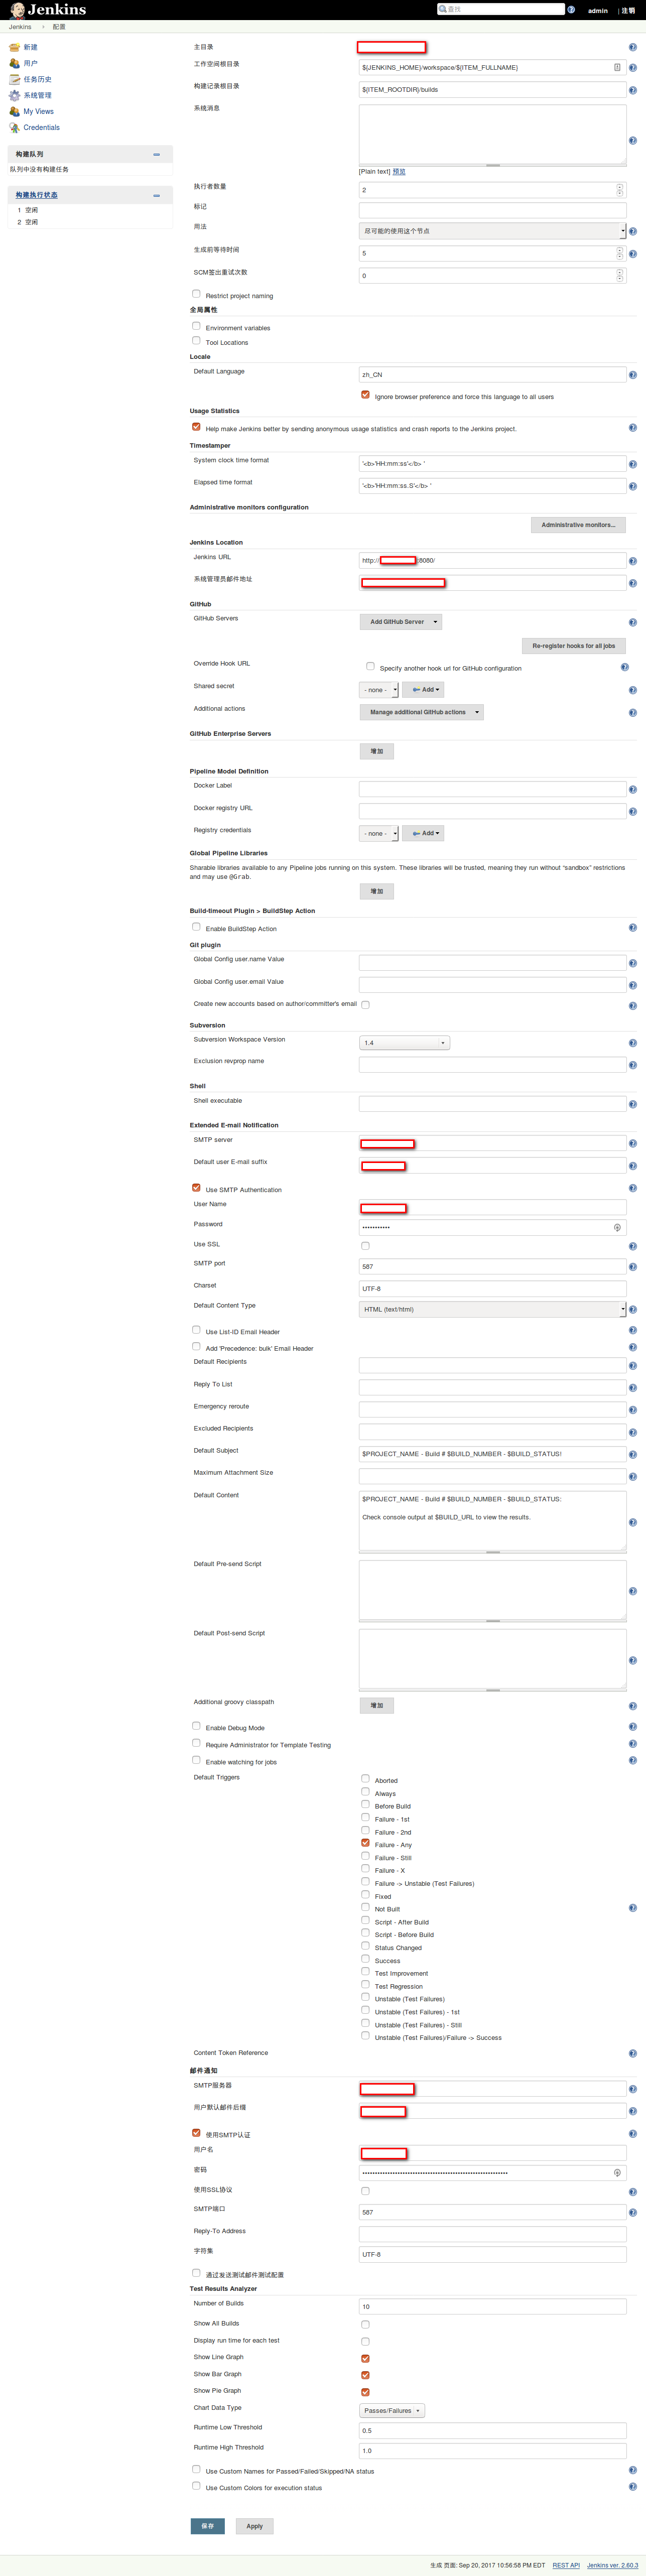 Jenkins
查找
admin
| 注销
Jenkins
配置
新建
用户
任务历史
系统管理
My Views
Credentials
构建队列
队列中没有构建任务
构建执行状态
1 空闲
2 空闲
主目录
工作空间根目录
${JENKINS_HOME}/workspace/${ITEM_FULLNAME}
构建记录根目录
${ITEM_ROOTDIR}/builds
系统消息
[Plain text] 预览
执行者数量
2
标记
用法
尽可能的使用这个节点
生成前等待时间
5
SCM签出重试次数
0
Restrict project naming
全局属性
Environment variables
Tool Locations
Locale
Default Language
zh_CN
Ignore browser preference and force this language to all users
Usage Statistics
Help make Jenkins better by sending anonymous usage statistics and crash reports to the Jenkins project.
Timestamper
System clock time format
'<b>'HH:mm:ss'</b> '
Elapsed time format
'<b>'HH:mm:ss.S'</b> '
Administrative monitors configuration
Administrative monitors...
Jenkins Location
Jenkins URL
http:// :8080/
系统管理员邮件地址
GitHub
GitHub Servers
Add GitHub Server
Re-register hooks for all jobs
Override Hook URL
Specify another hook url for GitHub configuration
Shared secret
- none -
Add
Additional actions
Manage additional GitHub actions
GitHub Enterprise Servers
增加
Pipeline Model Definition
Docker Label
Docker registry URL
Registry credentials
- none -
Add
Global Pipeline Libraries
Sharable libraries available to any Pipeline jobs running on this system. These libraries will be trusted, meaning they run without “sandbox” restrictions
and may use @Grab.
增加
Build-timeout Plugin > BuildStep Action
Enable BuildStep Action
Git plugin
Global Config user.name Value
Global Config user.email Value
Create new accounts based on author/committer's email
Subversion
Subversion Workspace Version
1.4
Exclusion revprop name
Shell
Shell executable
Extended E-mail Notification
SMTP server
Default user E-mail suffix
Use SMTP Authentication
User Name
Password
•••••••••••
Use SSL
SMTP port
587
Charset
UTF-8
Default Content Type
HTML (text/html)
Use List-ID Email Header
Add 'Precedence: bulk' Email Header
Default Recipients
Reply To List
Emergency reroute
Excluded Recipients
Default Subject
$PROJECT_NAME - Build # $BUILD_NUMBER - $BUILD_STATUS!
Maximum Attachment Size
Default Content
$PROJECT_NAME - Build # $BUILD_NUMBER - $BUILD_STATUS:
Check console output at $BUILD_URL to view the results.
Default Pre-send Script
Default Post-send Script
Additional groovy classpath
增加
Enable Debug Mode
Require Administrator for Template Testing
Enable watching for jobs
Default Triggers
Aborted
Always
Before Build
Failure - 1st
Failure - 2nd
Failure - Any
Failure - Still
Failure - X
Failure -> Unstable (Test Failures)
Fixed
Not Built
Script - After Build
Script - Before Build
Status Changed
Success
Test Improvement
Test Regression
Unstable (Test Failures)
Unstable (Test Failures) - 1st
Unstable (Test Failures) - Still
Unstable (Test Failures)/Failure -> Success
Content Token Reference
邮件通知
SMTP服务器
用户默认邮件后缀
使用SMTP认证
用户名
密码
使用SSL协议
SMTP端口
587
Reply-To Address
字符集
UTF-8
通过发送测试邮件测试配置
Test Results Analyzer
Number of Builds
10
Show All Builds
Display run time for each test
Show Line Graph
Show Bar Graph
Show Pie Graph
Chart Data Type
Passes/Failures
Runtime Low Threshold
0.5
Runtime High Threshold
1.0
Use Custom Names for Passed/Failed/Skipped/NA status
Use Custom Colors for execution status
保存
Apply
生成 页面: Sep 20, 2017 10:56:58 PM EDT
REST API
Jenkins ver. 2.60.3